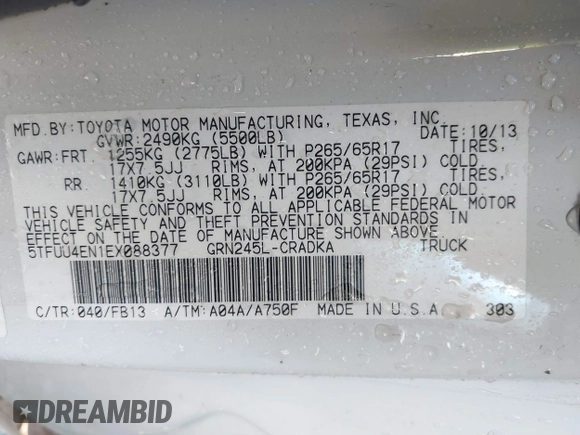 MFD.BY:TOYOTA MOTOR MANUFACTURING, TEXAS, INC.
GVWR:2490KG (5500LB) DATE:10/13
GAWR:FRT. 1255KG (2775LB) WITH P265/65R17 TIRES,
17X7.5JJ RIMS, AT 200KPA (29PSI) COLD.
RR. 1410KG (3110LB) WITH P265/65R17 TIRES,
17X7.5JJ RIMS, AT 200KPA (29PSI) COLD.
THIS VEHICLE CONFORMS TO ALL APPLICABLE FEDERAL MOTOR
VEHICLE SAFETY AND THEFT PREVENTION STANDARDS IN
EFFECT ON THE DATE OF MANUFACTURE SHOWN ABOVE
5TFUU4EN1EX088377 GRN245L-CRADKA TRUCK
C/TR:040/FB13 A/TM:A04A/A750F MADE IN U.S.A 303
DREAMBID